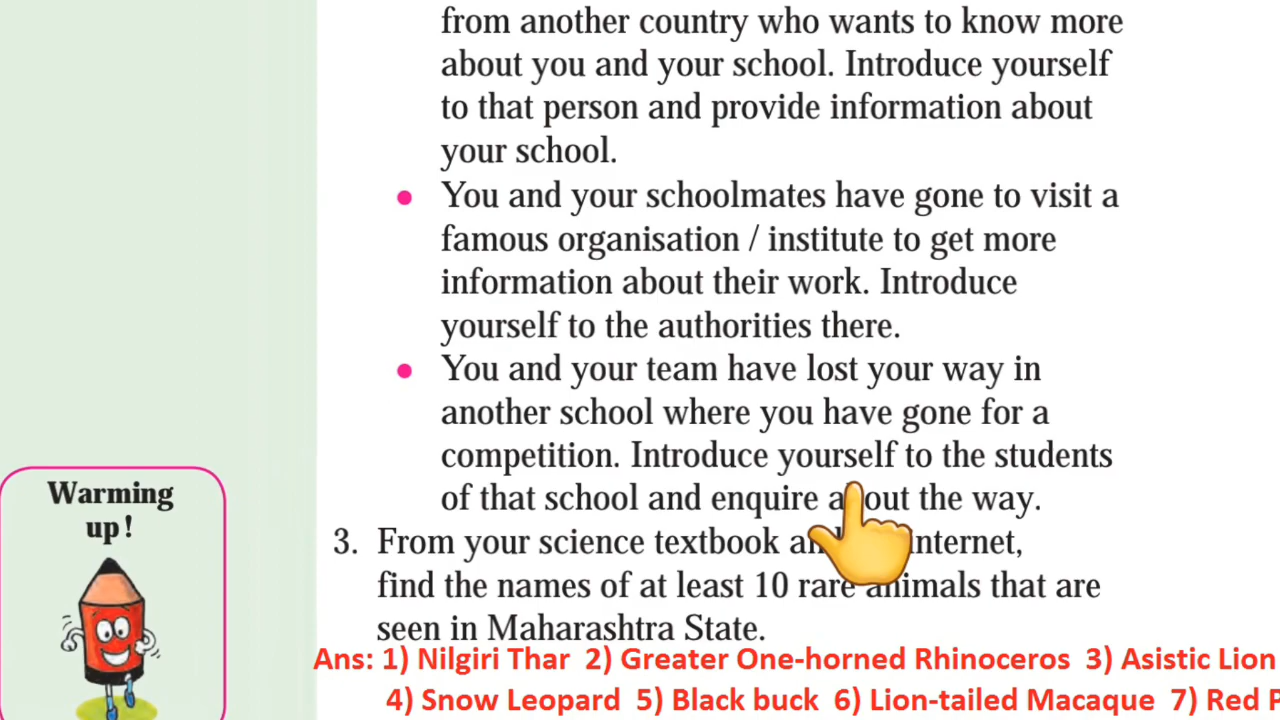 from another country who wants to know more
about you and your school. Introduce yourself
to that person and provide information about
your school.
• You and your schoolmates have gone to visit a
famous organisation / institute to get more
information about their work. Introduce
yourself to the authorities there.
• You and your team have lost your way in
another school where you have gone for a
competition. Introduce yourself to the students
of that school and enquire about the way.
Warming
up!
3. From your science textbook and internet,
find the names of at least 10 rare animals that are
seen in Maharashtra State.
Ans: 1) Nilgiri Thar 2) Greater One-horned Rhinoceros 3) Asistic Lion
4) Snow Leopard 5) Black buck 6) Lion-tailed Macaque 7) Red